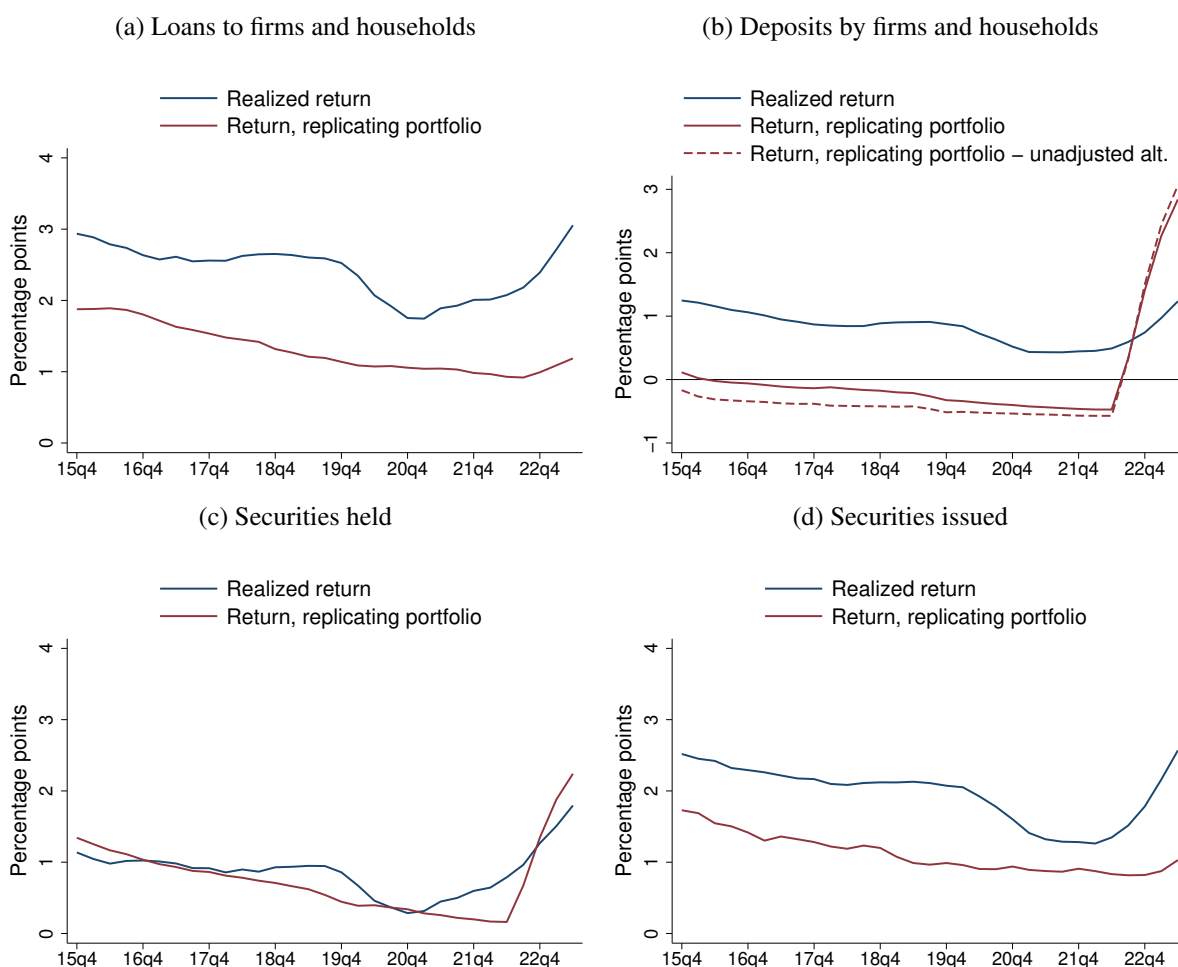 (a) Loans to firms and households
Realized return
Return, replicating portfolio
Percentage points
4
3
2
1
0
15q4 16q4 17q4 18q4 19q4 20q4 21q4 22q4
(b) Deposits by firms and households
Realized return
Return, replicating portfolio
Return, replicating portfolio − unadjusted alt.
Percentage points
3
2
1
0
−1
15q4 16q4 17q4 18q4 19q4 20q4 21q4 22q4
(c) Securities held
Realized return
Return, replicating portfolio
Percentage points
4
3
2
1
0
15q4 16q4 17q4 18q4 19q4 20q4 21q4 22q4
(d) Securities issued
Realized return
Return, replicating portfolio
Percentage points
4
3
2
1
0
15q4 16q4 17q4 18q4 19q4 20q4 21q4 22q4